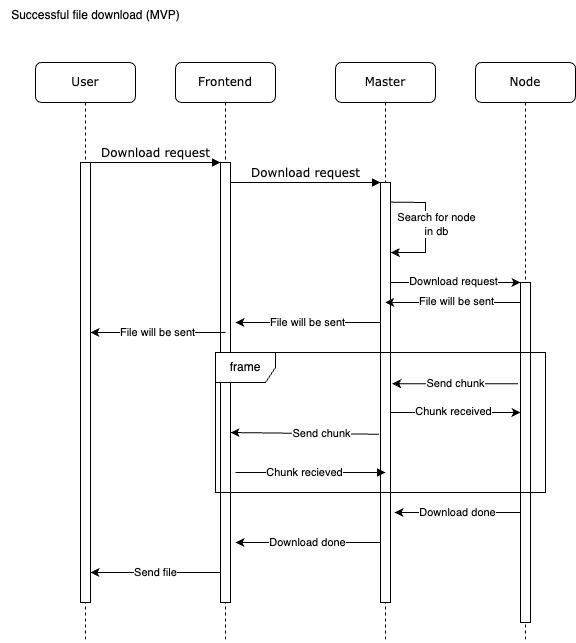 Successful file download (MVP)
User
Frontend
Master
Node
Download request
Download request
Search for node
in db
Download request
File will be sent
File will be sent
File will be sent
frame
Send chunk
Chunk received
Send chunk
Chunk recieved
Download done
Download done
Send file